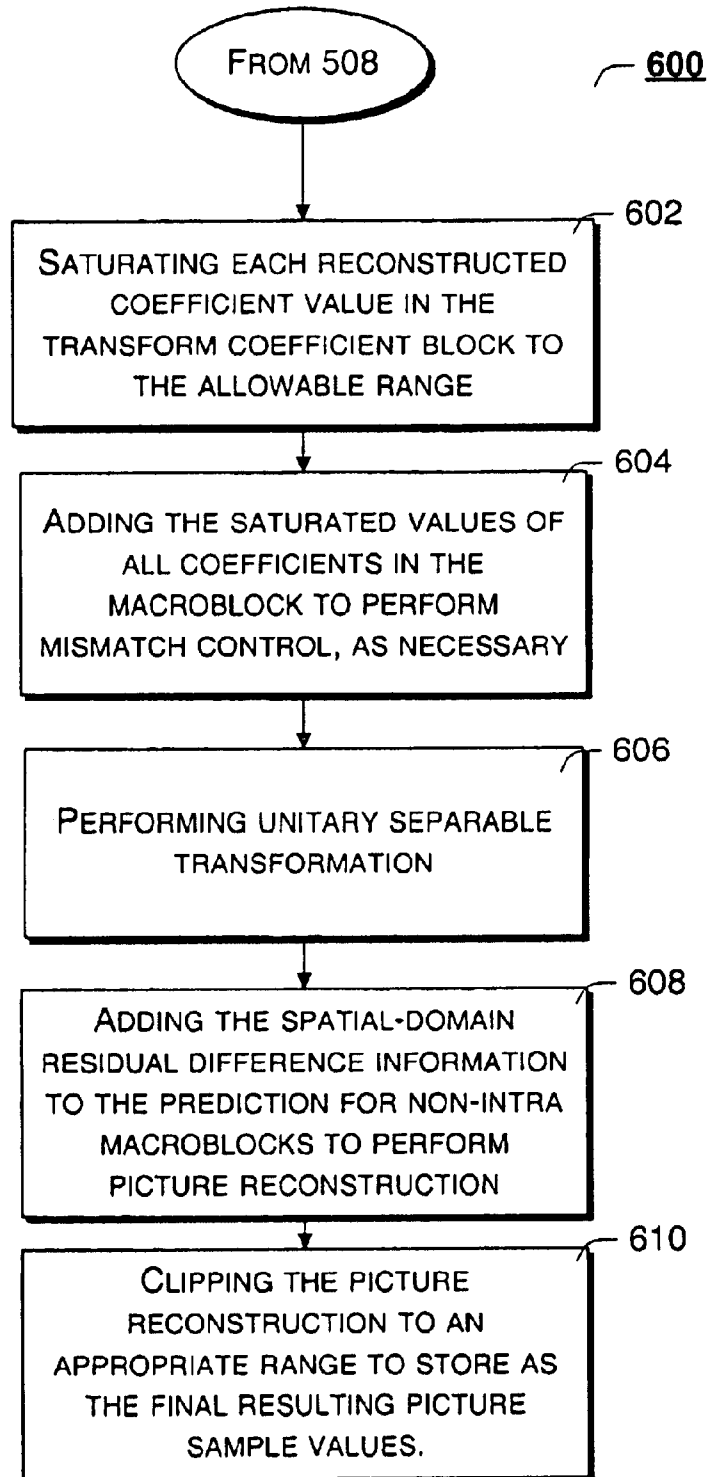 FROM 508
600
602
SATURATING EACH RECONSTRUCTED
COEFFICIENT VALUE IN THE
TRANSFORM COEFFICIENT BLOCK TO
THE ALLOWABLE RANGE
604
ADDING THE SATURATED VALUES OF
ALL COEFFICIENTS IN THE
MACROBLOCK TO PERFORM
MISMATCH CONTROL, AS NECESSARY
606
PERFORMING UNITARY SEPARABLE
TRANSFORMATION
608
ADDING THE SPATIAL-DOMAIN
RESIDUAL DIFFERENCE INFORMATION
TO THE PREDICTION FOR NON-INTRA
MACROBLOCKS TO PERFORM
PICTURE RECONSTRUCTION
610
CLIPPING THE PICTURE
RECONSTRUCTION TO AN
APPROPRIATE RANGE TO STORE AS
THE FINAL RESULTING PICTURE
SAMPLE VALUES.